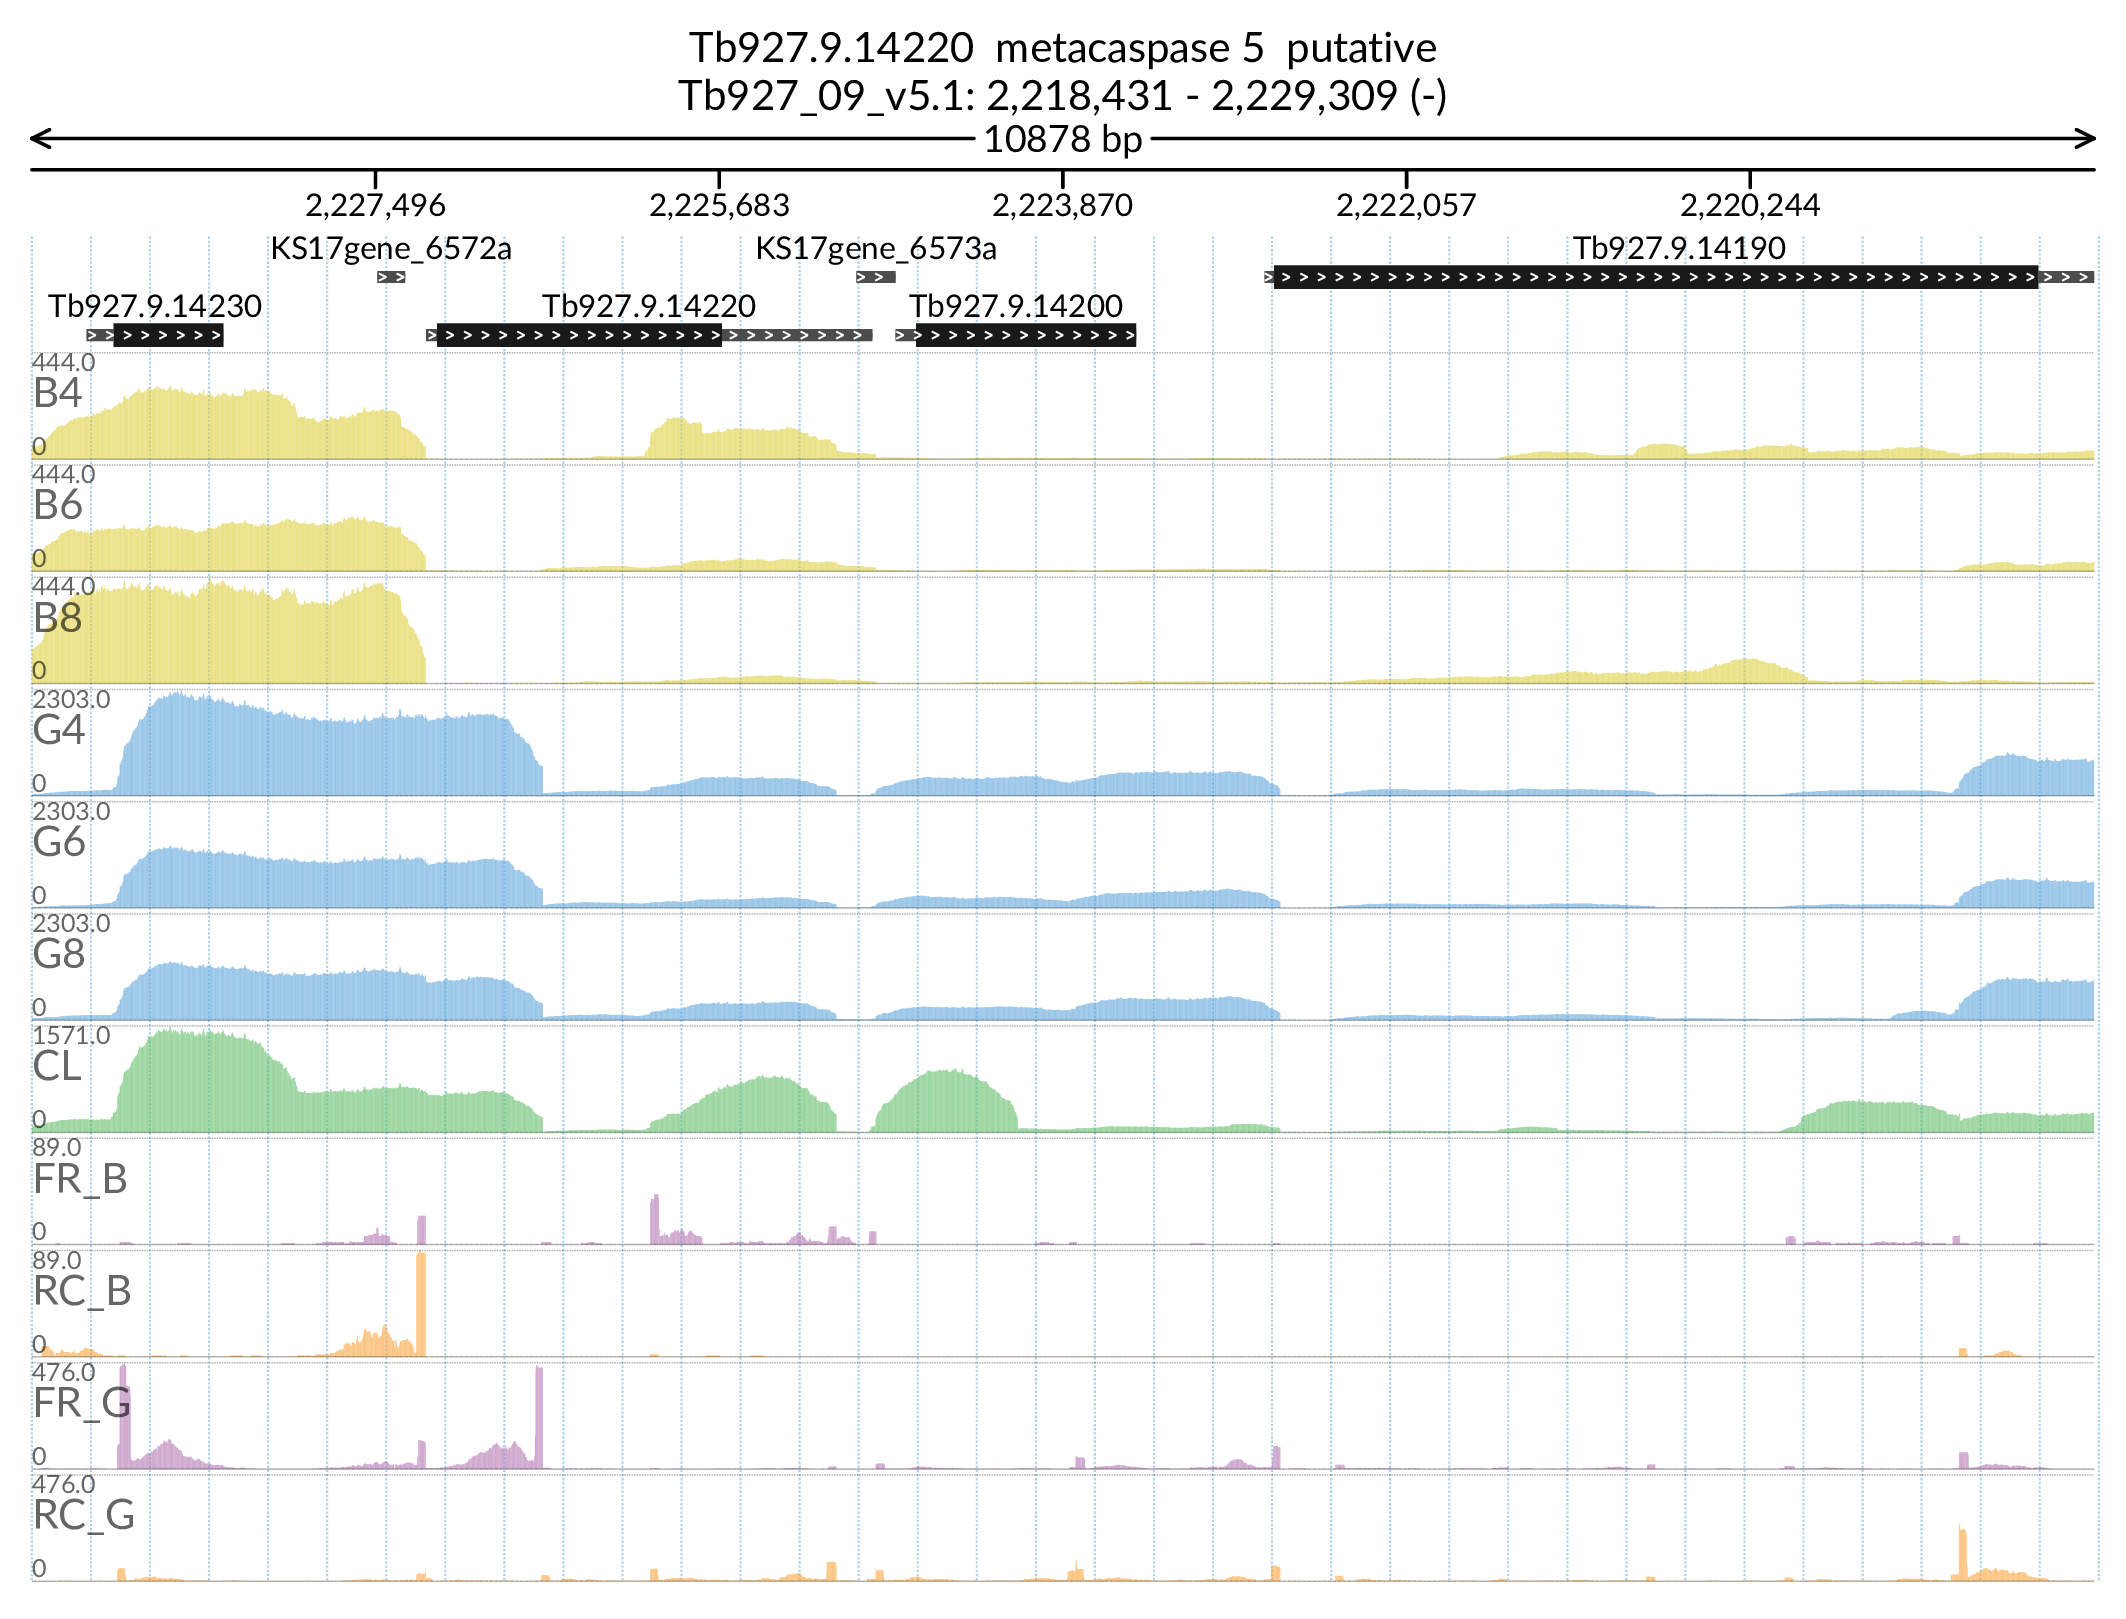 Tb927.9.14220 metacaspase 5 putative
Tb927_09_v5.1: 2,218,431 - 2,229,309 (-)
10878 bp
2,227,496 2,225,683 2,223,870 2,222,057 2,220,244
KS17gene_6572a KS17gene_6573a Tb927.9.14190
Tb927.9.14230 Tb927.9.14220 Tb927.9.14200
444.0
B4
0
444.0
B6
0
444.0
B8
0
2303.0
G4
0
2303.0
G6
0
2303.0
G8
0
1571.0
CL
0
89.0
FR_B
0
89.0
RC_B
0
476.0
FR_G
0
476.0
RC_G
0